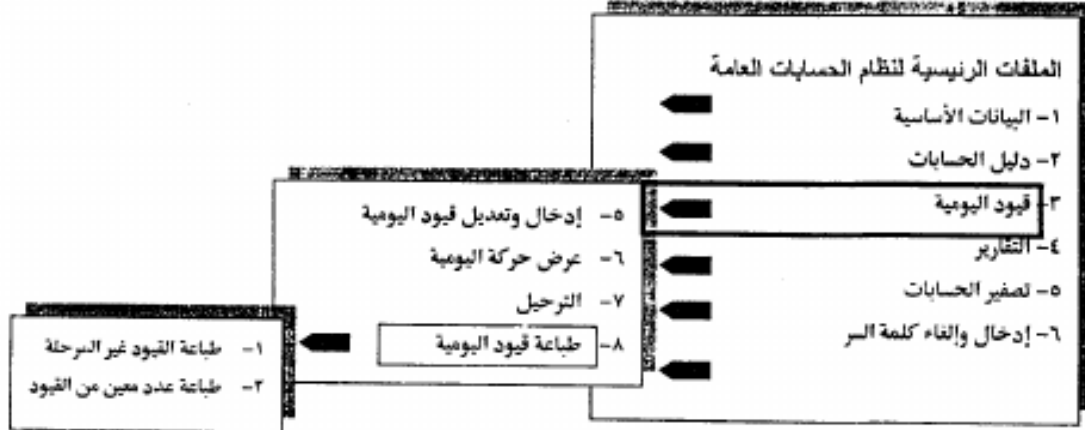 الملفات الرئيسية لنظام الحسابات العامة
١- البيانات الأساسية
٢- دليل الحسابات
٣- قيود اليومية
٤- التقارير
٥- تصفير الحسابات
٦- إدخال وإلغاء كلمة السر
٥- إدخال وتعديل قيود اليومية
٦- عرض حركة اليومية
٧- الترحيل
٨- طباعة قيود اليومية
١- طباعة القيود غير المرحلة
٢- طباعة عدد معين من القيود